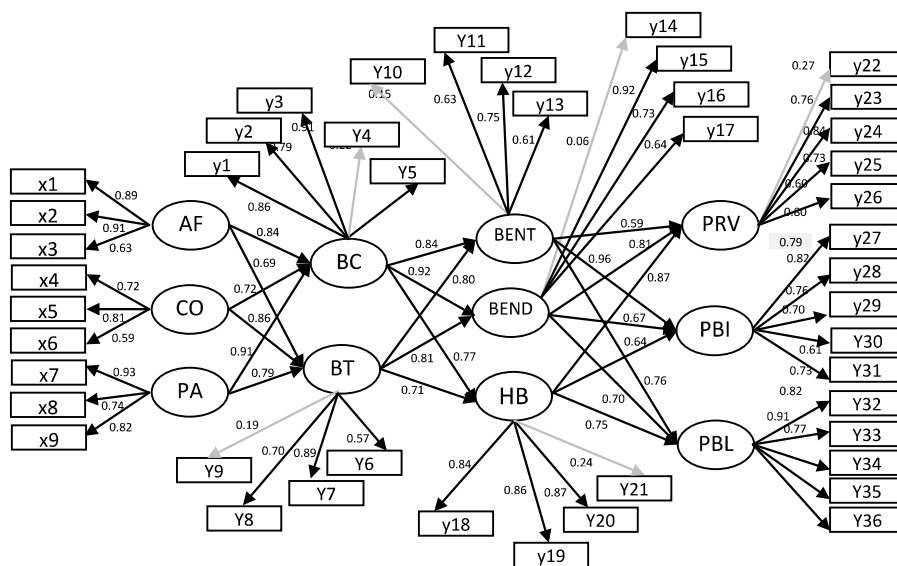 y14
Y11
y15
y3
Y10
y12
y22
0.27
0.15
0.92
y16
y23
0.63
y13
0.76
y2
0.91
Y4
0.75
0.73
y17
y24
0.84
0.79
0.22
0.61
0.06
0.64
y1
Y5
0.73
y25
x1
0.89
0.86
0.60
y26
x2
0.91
AF
0.84
BENT
0.59
PRV
0.80
x3
0.63
0.69
BC
0.84
0.81
0.79
y27
0.92
0.80
0.96
0.87
0.82
x4
0.72
0.72
y28
x5
0.81
CO
0.86
BEND
0.67
PBI
0.76
0.70
y29
x6
0.59
0.91
0.81
0.77
0.64
Y30
0.61
x7
0.93
0.79
BT
0.71
0.76
0.73
Y31
x8
0.74
PA
HB
0.70
0.82
Y32
x9
0.82
0.19
0.75
0.91
0.77
Y33
0.70
0.89
0.57
PBL
Y9
Y6
0.84
0.24
Y34
Y7
0.86
0.87
Y21
Y35
Y8
y18
Y20
Y36
y19